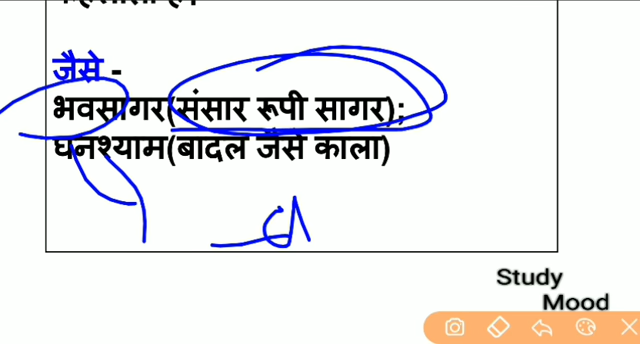 जैसे -
भवसागर(संसार रूपी सागर);
घनश्याम(बादल जैसे काला)
Study
Mood